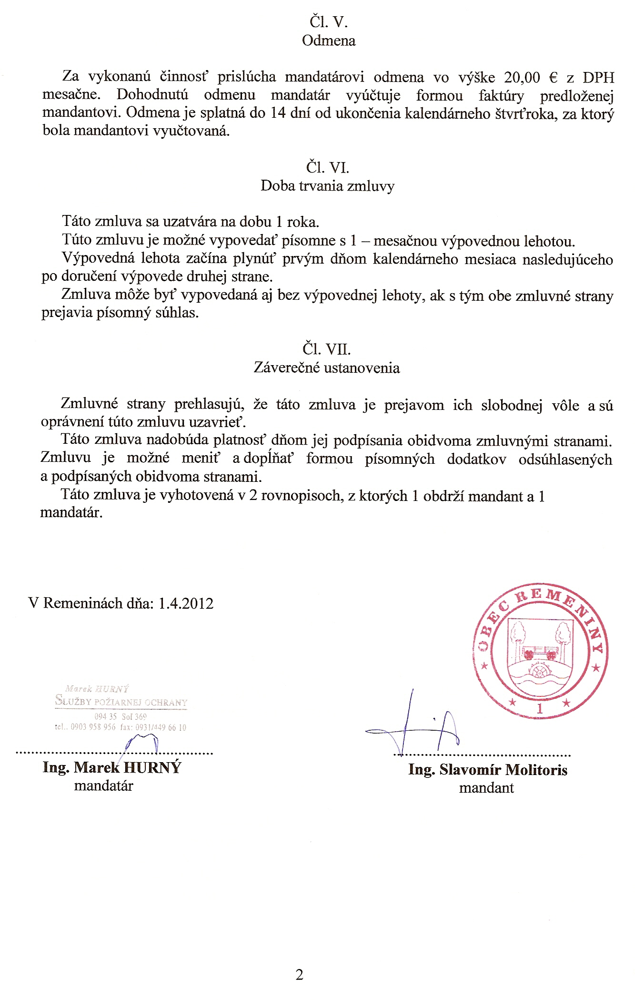 Čl. V.
Odmena
Za vykonanú činnosť prislúcha mandatárovi odmena vo výške 20,00 € z DPH
mesačne. Dohodnutú odmenu mandatár vyúčtuje formou faktúry predloženej
mandantovi. Odmena je splatná do 14 dní od ukončenia kalendárneho štvrťroka, za ktorý
bola mandantovi vyučtovaná.
Čl. VI.
Doba trvania zmluvy
Táto zmluva sa uzatvára na dobu 1 roka.
Túto zmluvu je možné vypovedať písomne s 1 – mesačnou výpovednou lehotou.
Výpovedná lehota začína plynúť prvým dňom kalendárneho mesiaca nasledujúceho
po doručení výpovede druhej strane.
Zmluva môže byť vypovedaná aj bez výpovednej lehoty, ak s tým obe zmluvné strany
prejavia písomný súhlas.
Čl. VII.
Záverečné ustanovenia
Zmluvné strany prehlasujú, že táto zmluva je prejavom ich slobodnej vôle a sú
oprávnení túto zmluvu uzavrieť.
Táto zmluva nadobúda platnosť dňom jej podpísania obidvoma zmluvnými stranami.
Zmluvu je možné meniť a dopĺňať formou písomných dodatkov odsúhlasených
a podpísaných obidvoma stranami.
Táto zmluva je vyhotovená v 2 rovnopisoch, z ktorých 1 obdrží mandant a 1
mandatár.
V Remeninách dňa: 1.4.2012
OBEC REMENINY
1
Marek HURNÝ
SLUŽBY POŽIARNEJ OCHRANY
094 35 Soľ 369
tel.. 0903 958 956 fax: 0931/449 66 10
Ing. Marek HURNÝ
mandatár
Ing. Slavomír Molitoris
mandant
2